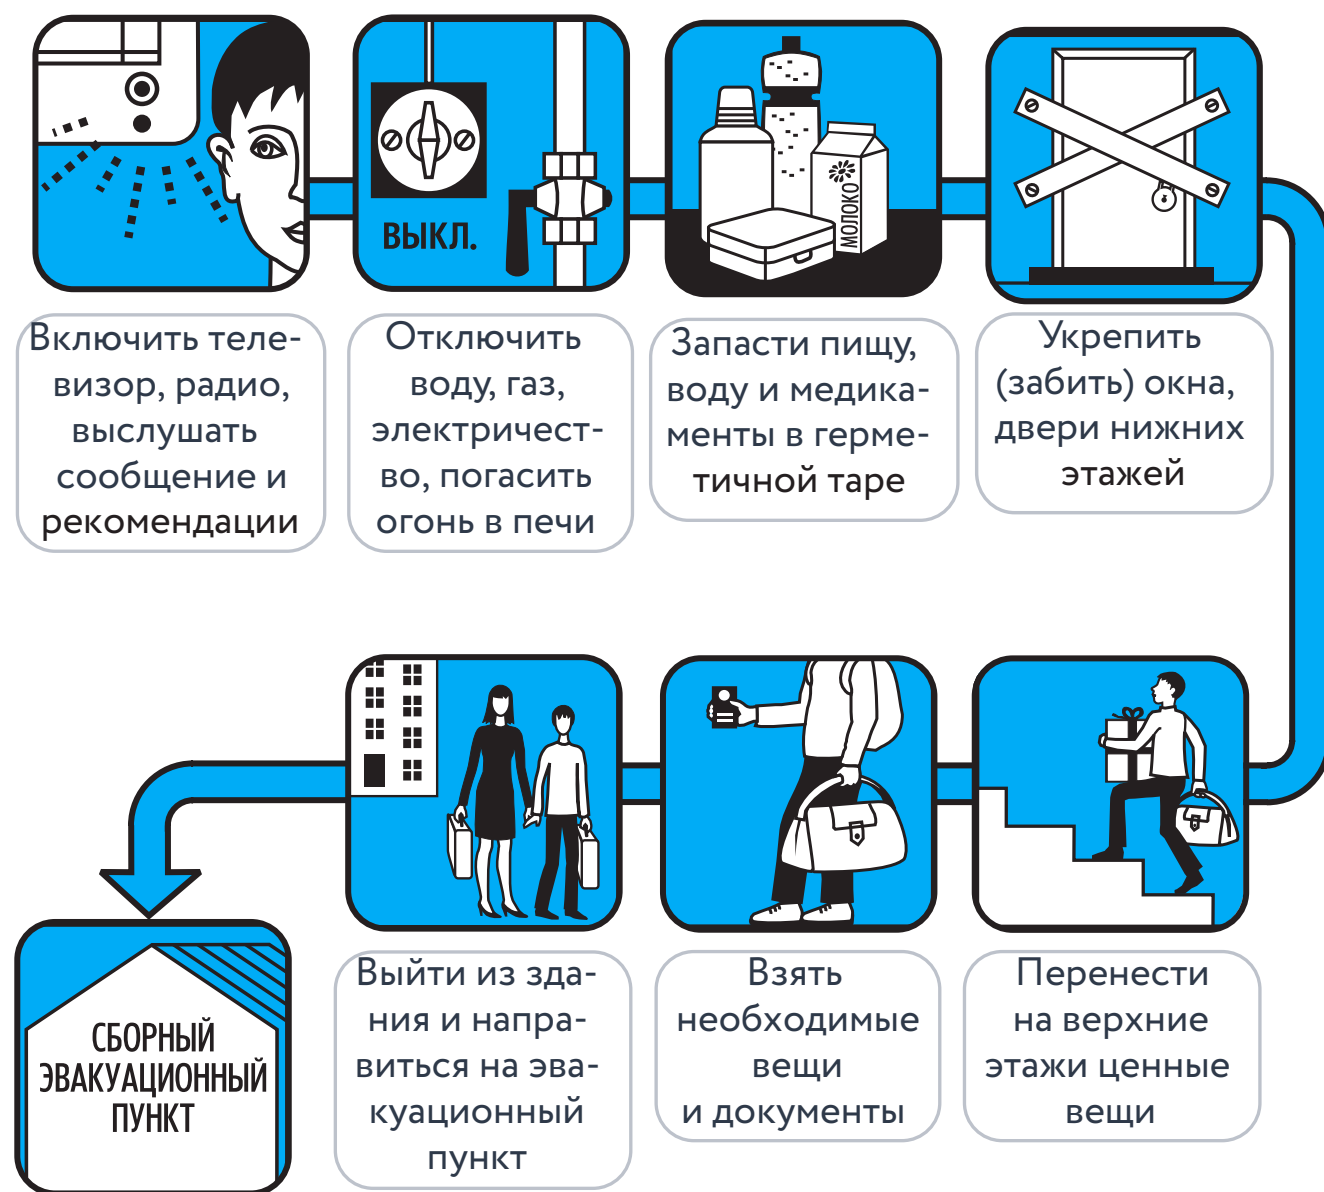 ВЫКЛ.
МОЛОКО
Включить теле-
визор, радио,
выслушать
сообщение и
рекомендации
Отключить
воду, газ,
электричест-
во, погасить
огонь в печи
Запасти пищу,
воду и медика-
менты в герме-
тичной таре
Укрепить
(забить) окна,
двери нижних
этажей
Перенести
на верхние
этажи ценные
вещи
Взять
необходимые
вещи
и документы
Выйти из зда-
ния и напра-
виться на эва-
куационный
пункт
СБОРНЫЙ
ЭВАКУАЦИОННЫЙ
ПУНКТ